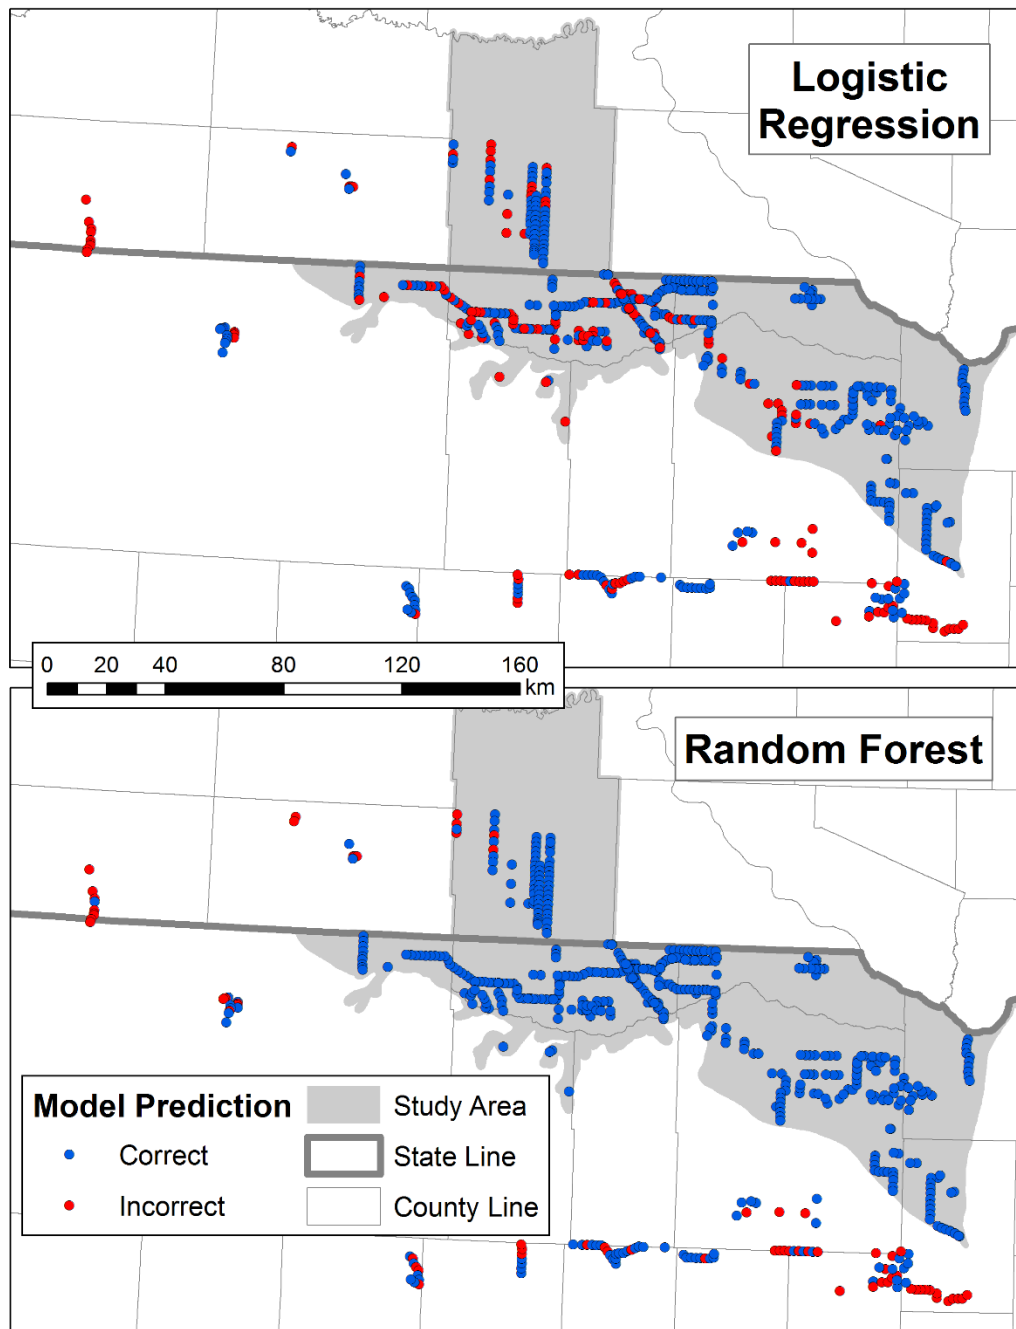 Logistic
Regression
0 20 40 80 120 160
km
Random Forest
Model Prediction
Correct
Incorrect
Study Area
State Line
County Line